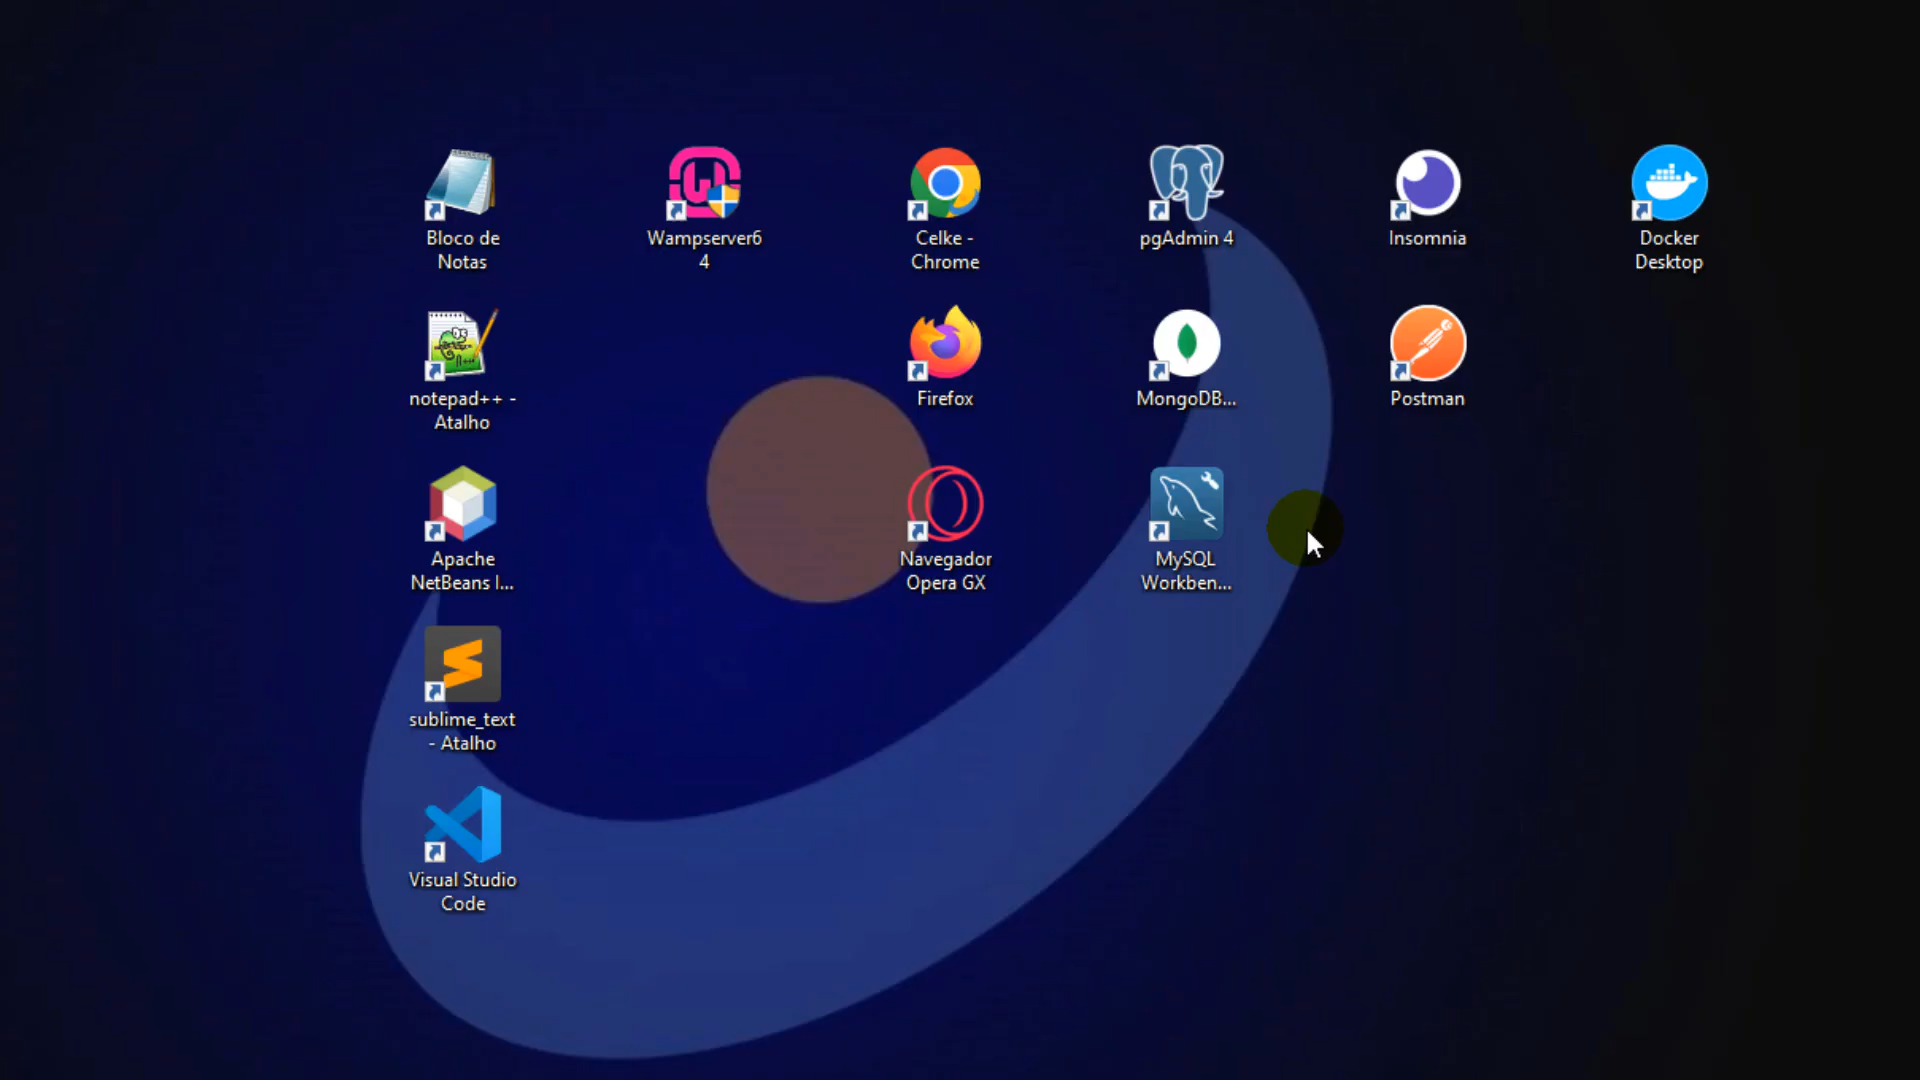 Bloco de
Notas
Wampserver6
4
Celke -
Chrome
pgAdmin 4
Insomnia
Docker
Desktop
notepad++ -
Atalho
Firefox
MongoDB...
Postman
Apache
NetBeans I...
Navegador
Opera GX
MySQL
Workben...
sublime_text
- Atalho
Visual Studio
Code